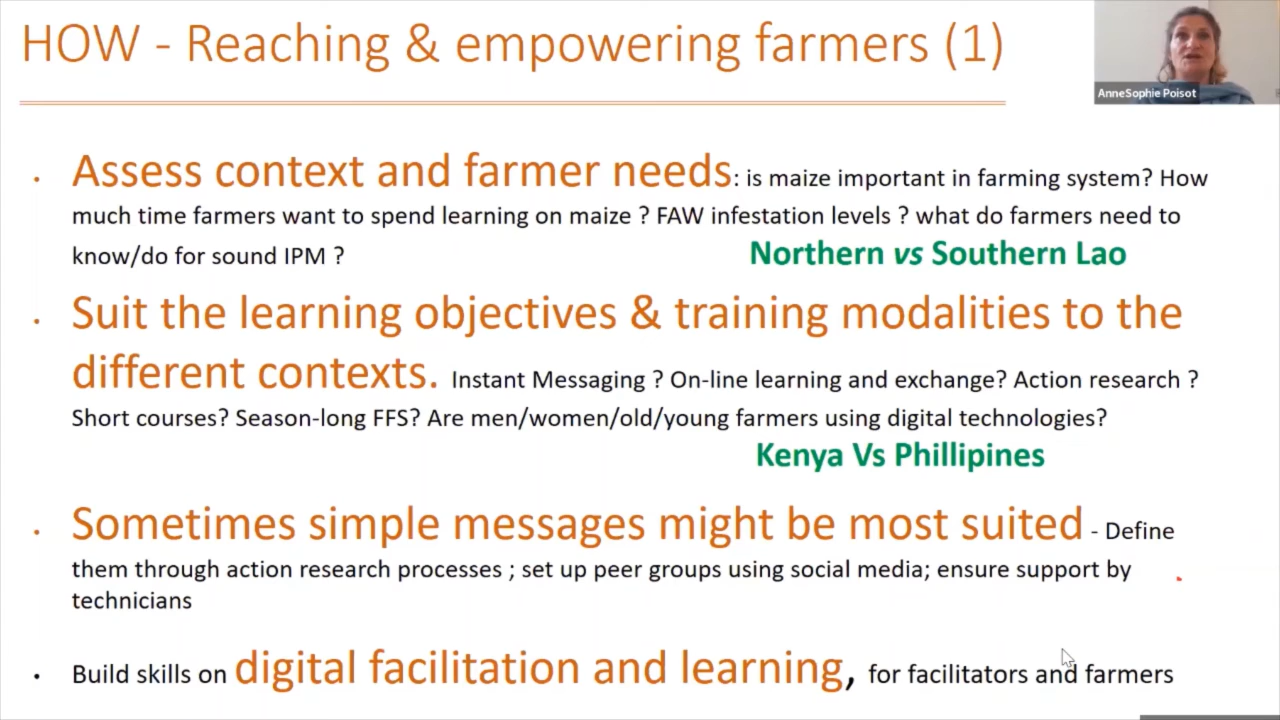 HOW - Reaching & empowering farmers (1)
AnneSophie Poisot
• Assess context and farmer needs: is maize important in farming system? How
much time farmers want to spend learning on maize ? FAW infestation levels ? what do farmers need to
know/do for sound IPM ?
Northern vs Southern Lao
• Suit the learning objectives & training modalities to the
different contexts. Instant Messaging ? On-line learning and exchange? Action research ?
Short courses? Season-long FFS? Are men/women/old/young farmers using digital technologies?
Kenya Vs Phillipines
• Sometimes simple messages might be most suited - Define
them through action research processes ; set up peer groups using social media; ensure support by
technicians
• Build skills on digital facilitation and learning, for facilitators and farmers